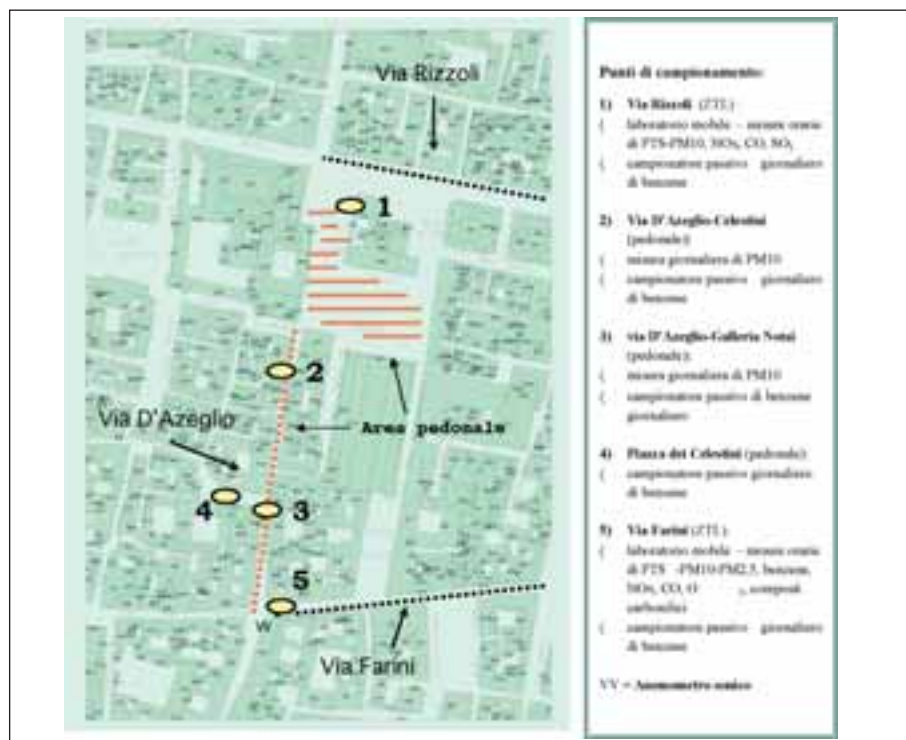 Via Rizzoli
1
2
Via D'Azeglio
Area pedonale
4
3
5
Via Farini
Punti di campionamento:
1) Via Rizzoli (ZTL)
laboratorio mobile – misure orarie
di PTS-PM10, NOx, CO, SO2
campionatore passivo giornaliero
di benzene
2) Via D'Azeglio-Celestini
(pedonale)
misura giornaliera di PM10
campionatore passivo giornaliero
di benzene
3) via D'Azeglio-Galleria
(pedonale)
misura giornaliera di PM10
campionatore passivo di benzene
giornaliero
4) Piazza dei Celestini (pedonale)
campionatore passivo giornaliero
di benzene
5) Via Farini (ZTL)
laboratorio mobile – misure orarie
di PTS -PM10-PM2.5, benzene,
NOx, CO, O3, composti
carbonilici
campionatore passivo giornaliero
di benzene
VV = Anemometro sonico